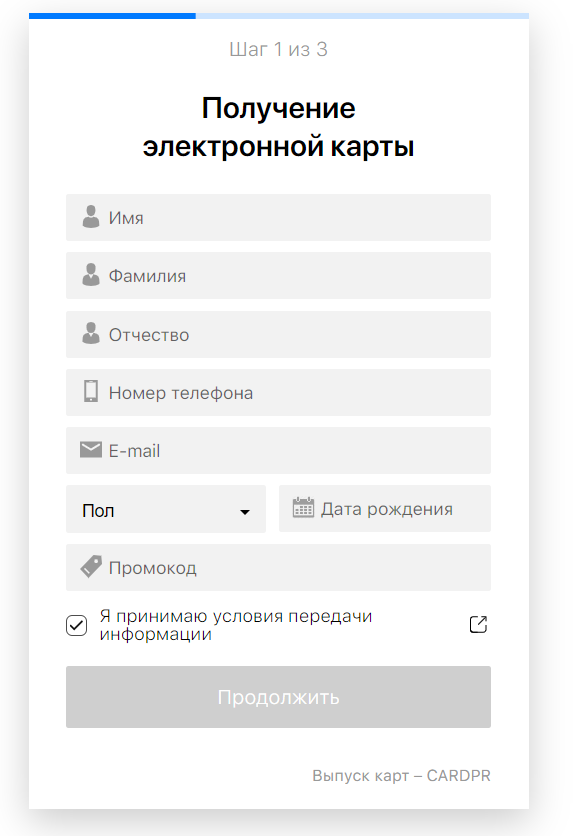 Шаг 1 из 3
Получение
электронной карты
Имя
Фамилия
Отчество
Номер телефона
E-mail
Пол
Дата рождения
Промокод
Я принимаю условия передачи
информации
Продолжить
Выпуск карт – CARDPR